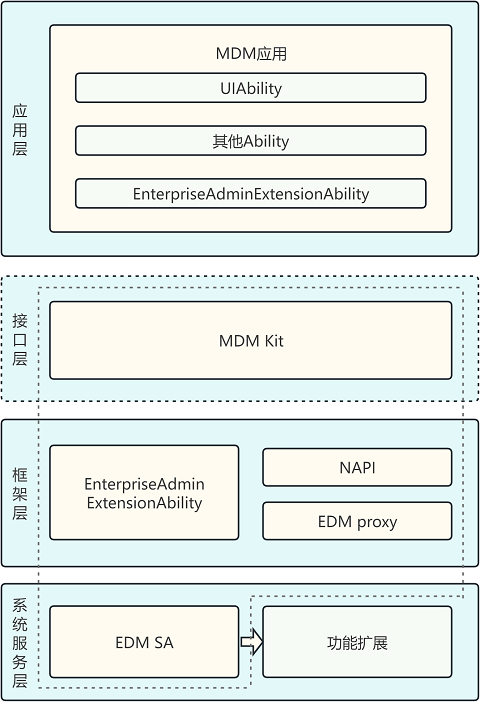 应用层
MDM应用
UIAbility
其他Ability
EnterpriseAdminExtensionAbility
接口层
MDM Kit
框架层
EnterpriseAdmin
ExtensionAbility
NAPI
EDM proxy
系统服务层
EDM SA
功能扩展